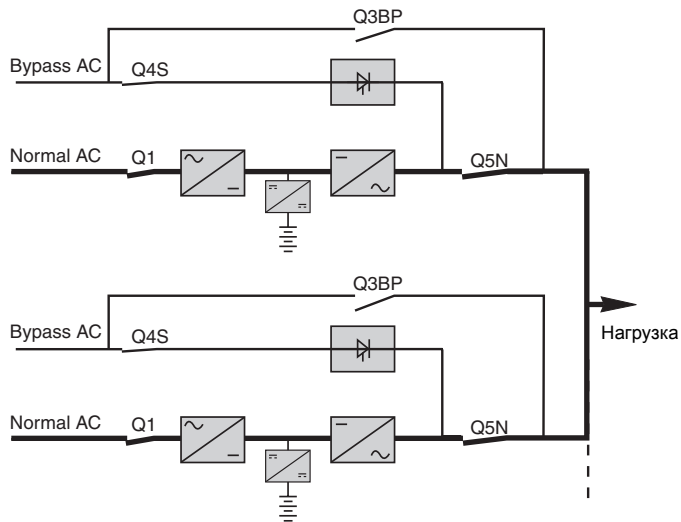 Q3BP
Bypass AC
Q4S
Normal AC
Q1
Q5N
Q3BP
Bypass AC
Q4S
Нагрузка
Normal AC
Q1
Q5N